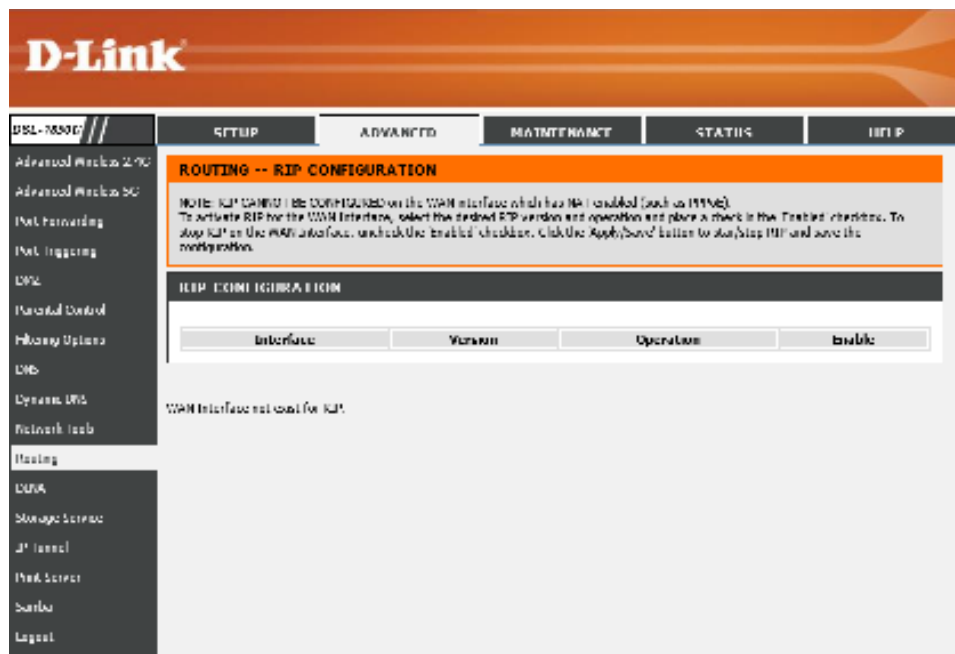 D-Link
SETUP
ADVANCED
MAINTENANCE
STATUS
HELP
Advanced Wireless 2.4G
Advanced Wireless 5G
Port Forwarding
Port Triggering
DMZ
Parental Control
Filtering Options
DNS
Dynamic DNS
Network Tools
Routing
DLNA
Storage Service
IP Tunnel
Print Server
Samba
Logout
ROUTING -- RIP CONFIGURATION
NOTE: RIP CANNOT BE CONFIGURED on the WAN interface which has NAT enabled (such as PPPoE).
To activate RIP for the WAN Interface, select the desired RIP version and operation and place a check in the 'Enabled' checkbox. To
stop RIP on the WAN Interface, uncheck the 'Enabled' checkbox. Click the 'Apply/Save' button to star/stop RIP and save the
configuration.
RIP CONFIGURATION
Interface
Version
Operation
Enable
WAN Interface not exist for RIP.